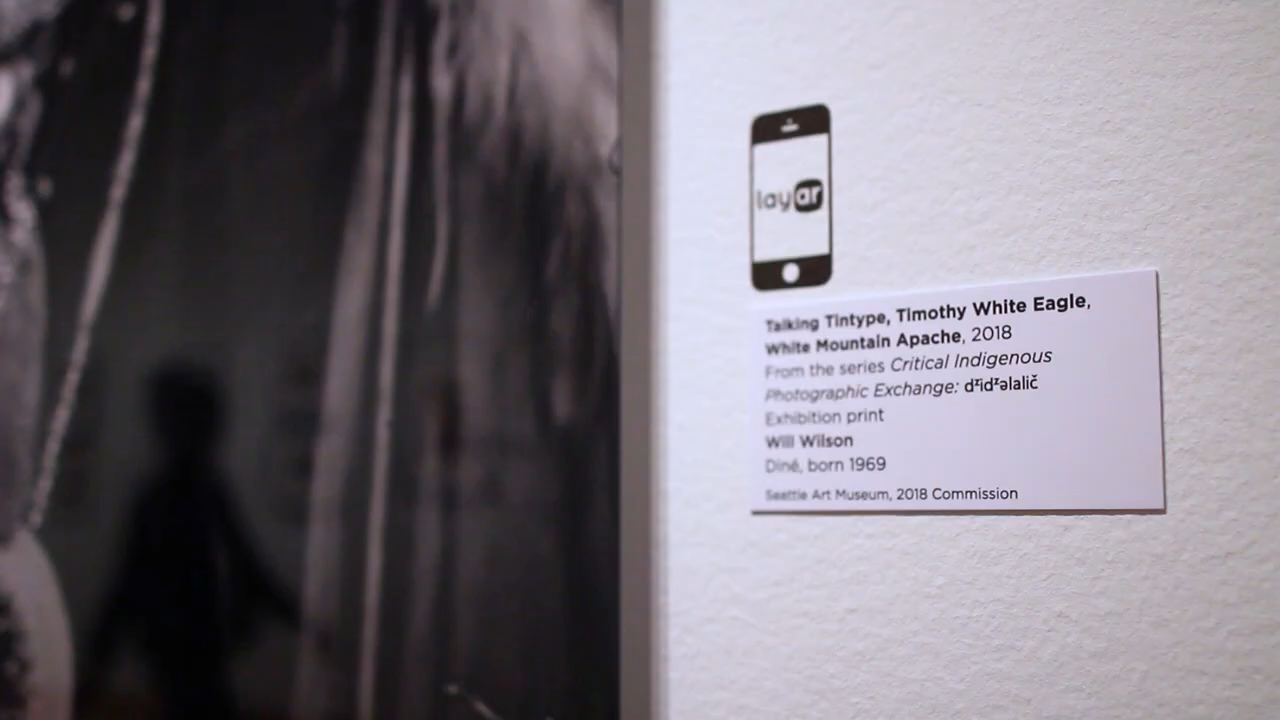 layar
Talking Tintype, Timothy White Eagle,
White Mountain Apache, 2018
From the series Critical Indigenous
Photographic Exchange: dᶻidᶻəlalič
Exhibition print
Will Wilson
Diné, born 1969
Seattle Art Museum, 2018 Commission